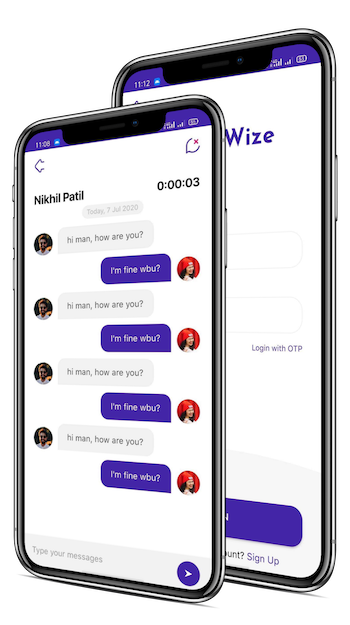 11:08
Nikhil Patil
0:00:03
Today, 7 Jul 2020
hi man, how are you?
I'm fine wbu?
hi man, how are you?
I'm fine wbu?
hi man, how are you?
I'm fine wbu?
hi man, how are you?
I'm fine wbu?
Type your messages
11:12
Wize
Login with OTP
Sign Up